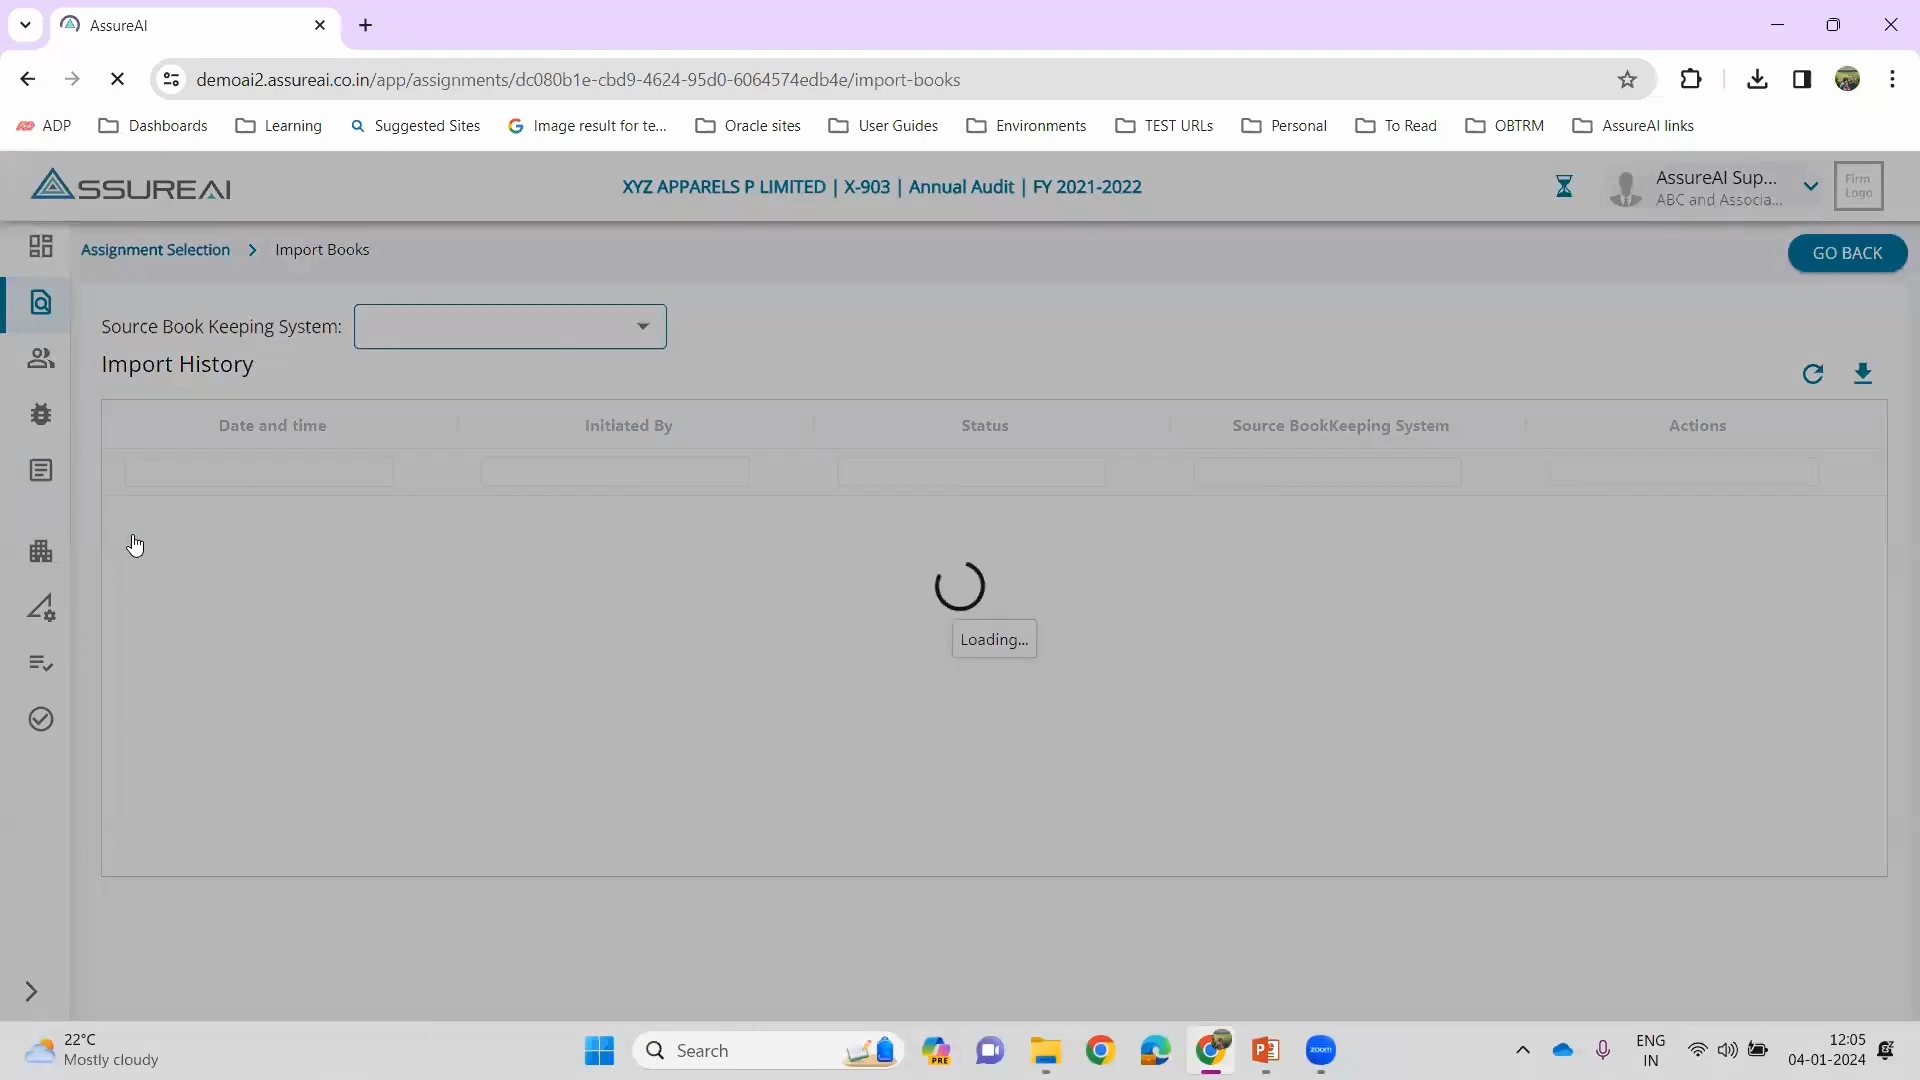 AssureAI
demoai2.assureai.co.in/app/assignments/dc080b1e-cbd9-4624-95d0-6064574edb4e/import-books
ADP Dashboards Learning Suggested Sites Image result for te... Oracle sites User Guides Environments TEST URLs Personal To Read OBTRM AssureAI links
ASSUREAI
XYZ APPARELS P LIMITED | X-903 | Annual Audit | FY 2021-2022
AssureAI Sup...
ABC and Associa...
Firm
Logo
Assignment Selection > Import Books
GO BACK
Source Book Keeping System:
Import History
Date and time Initiated By Status Source BookKeeping System Actions
Loading...
22°C
Mostly cloudy
Search
PRE
zoom
ENG
IN
12:05
04-01-2024